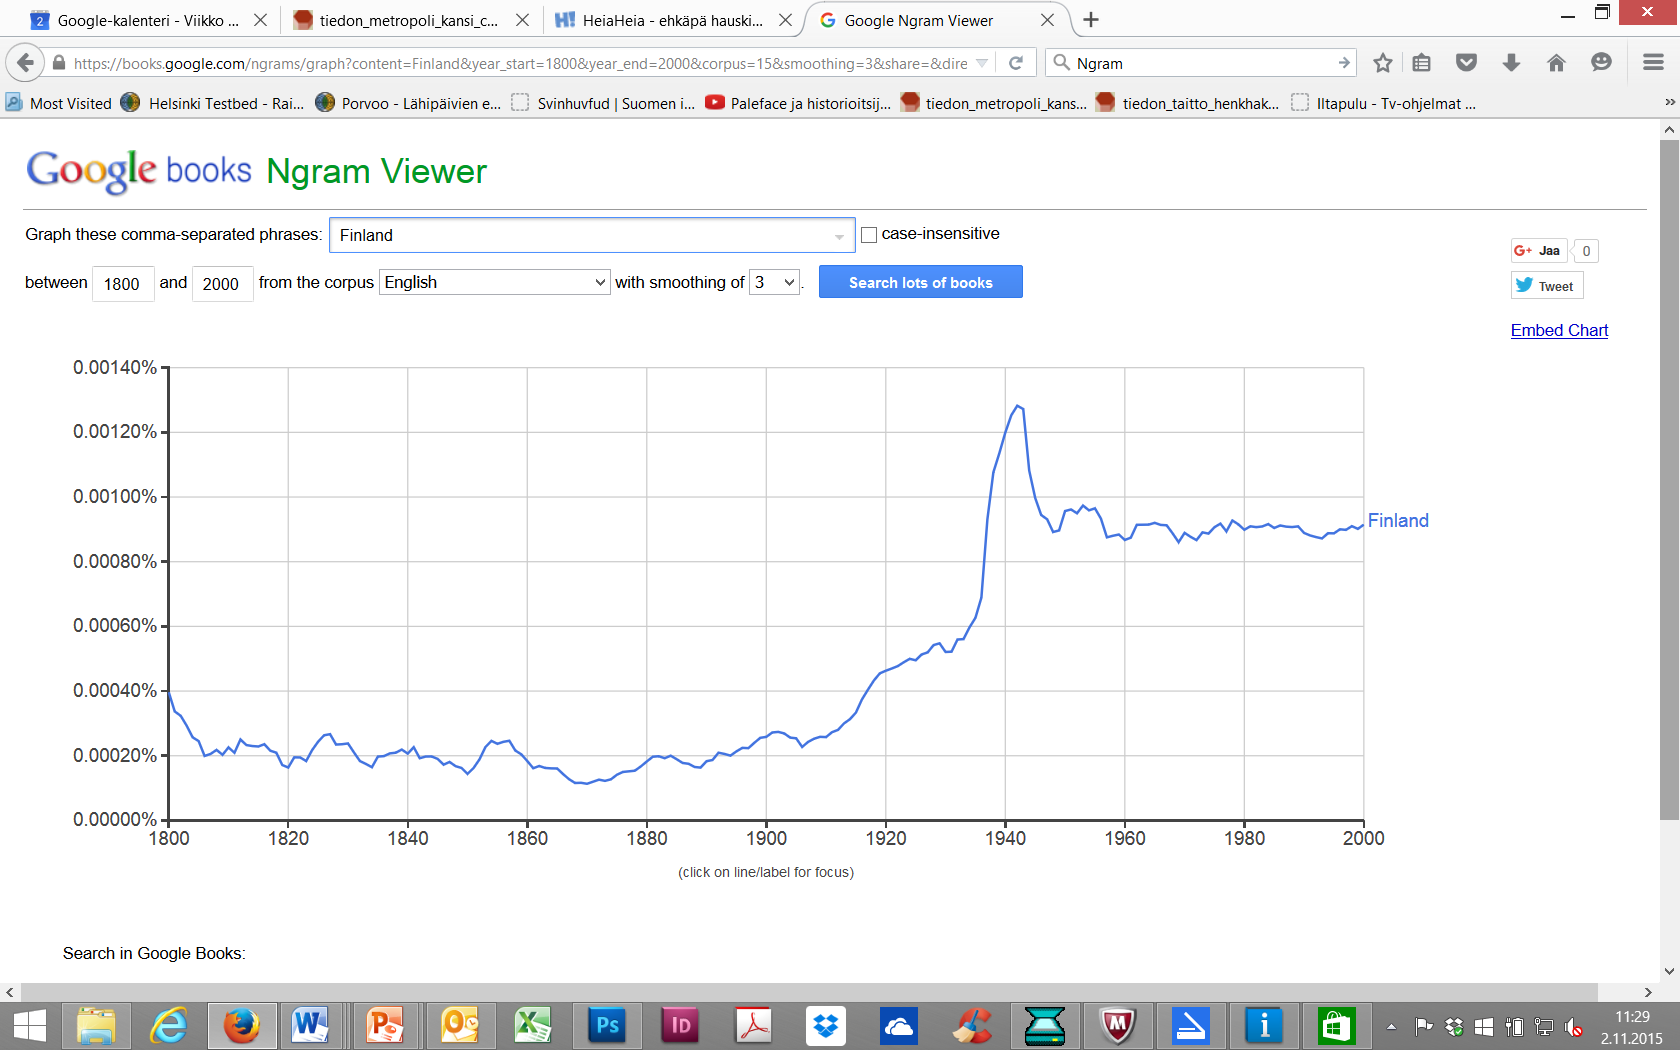 Google-kalenteri - Viikko ...
tiedon_metropoli_kansi_c...
HeiaHeia - ehkäpä hauski...
Google Ngram Viewer
https://books.google.com/ngrams/graph?content=Finland&year_start=1800&year_end=2000&corpus=15&smoothing=3&share=&dire
Ngram
Most Visited
Helsinki Testbed - Rai...
Porvoo - Lähipäivien e...
Svinhuvfud | Suomen i...
Paleface ja historioitsij...
tiedon_metropoli_kans...
tiedon_taitto_henkhak...
Iltapulu - Tv-ohjelmat ...
Google books Ngram Viewer
Graph these comma-separated phrases: Finland case-insensitive
between 1800 and 2000 from the corpus English with smoothing of 3 . Search lots of books
G+ Jaa 0
Tweet
Embed Chart
0.00140%
0.00120%
0.00100%
0.00080%
0.00060%
0.00040%
0.00020%
0.00000%
Finland
1800 1820 1840 1860 1880 1900 1920 1940 1960 1980 2000
(click on line/label for focus)
Search in Google Books:
11:29
2.11.2015